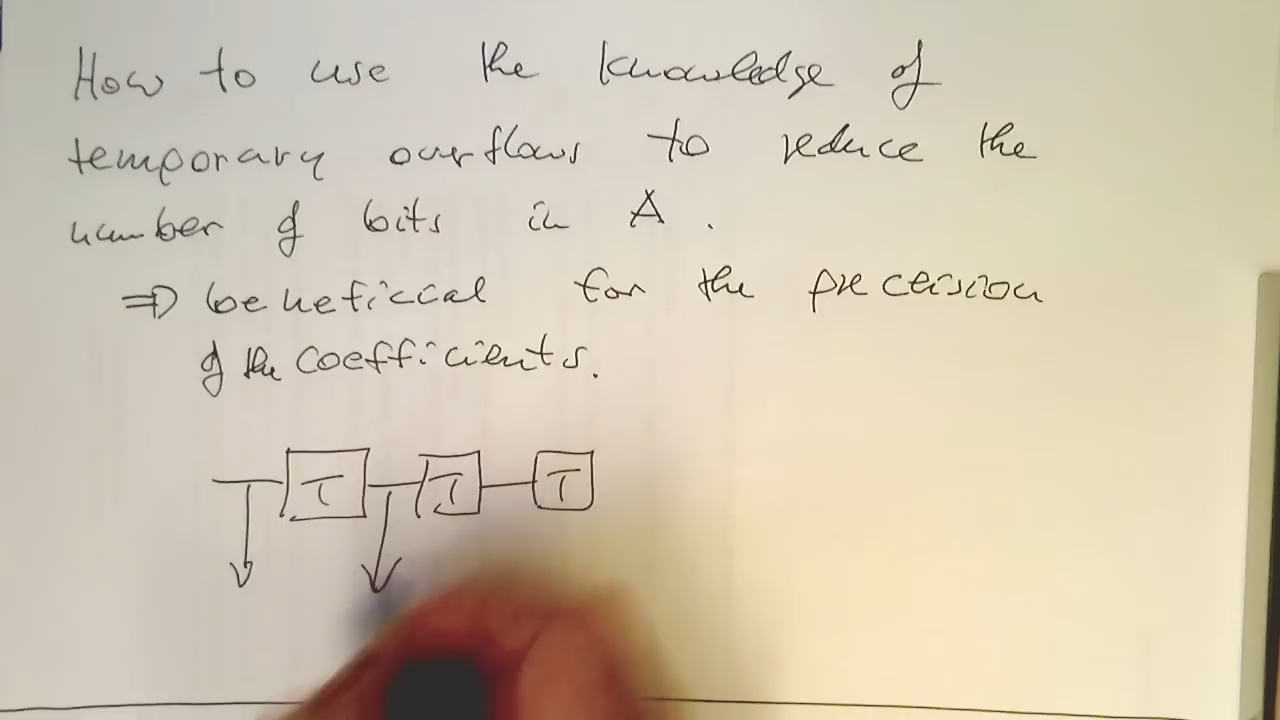 How to use the knowledge of
temporary overflows to reduce the
number of bits in A.
⇒ beneficial for the precision
of the coefficients.
T T T